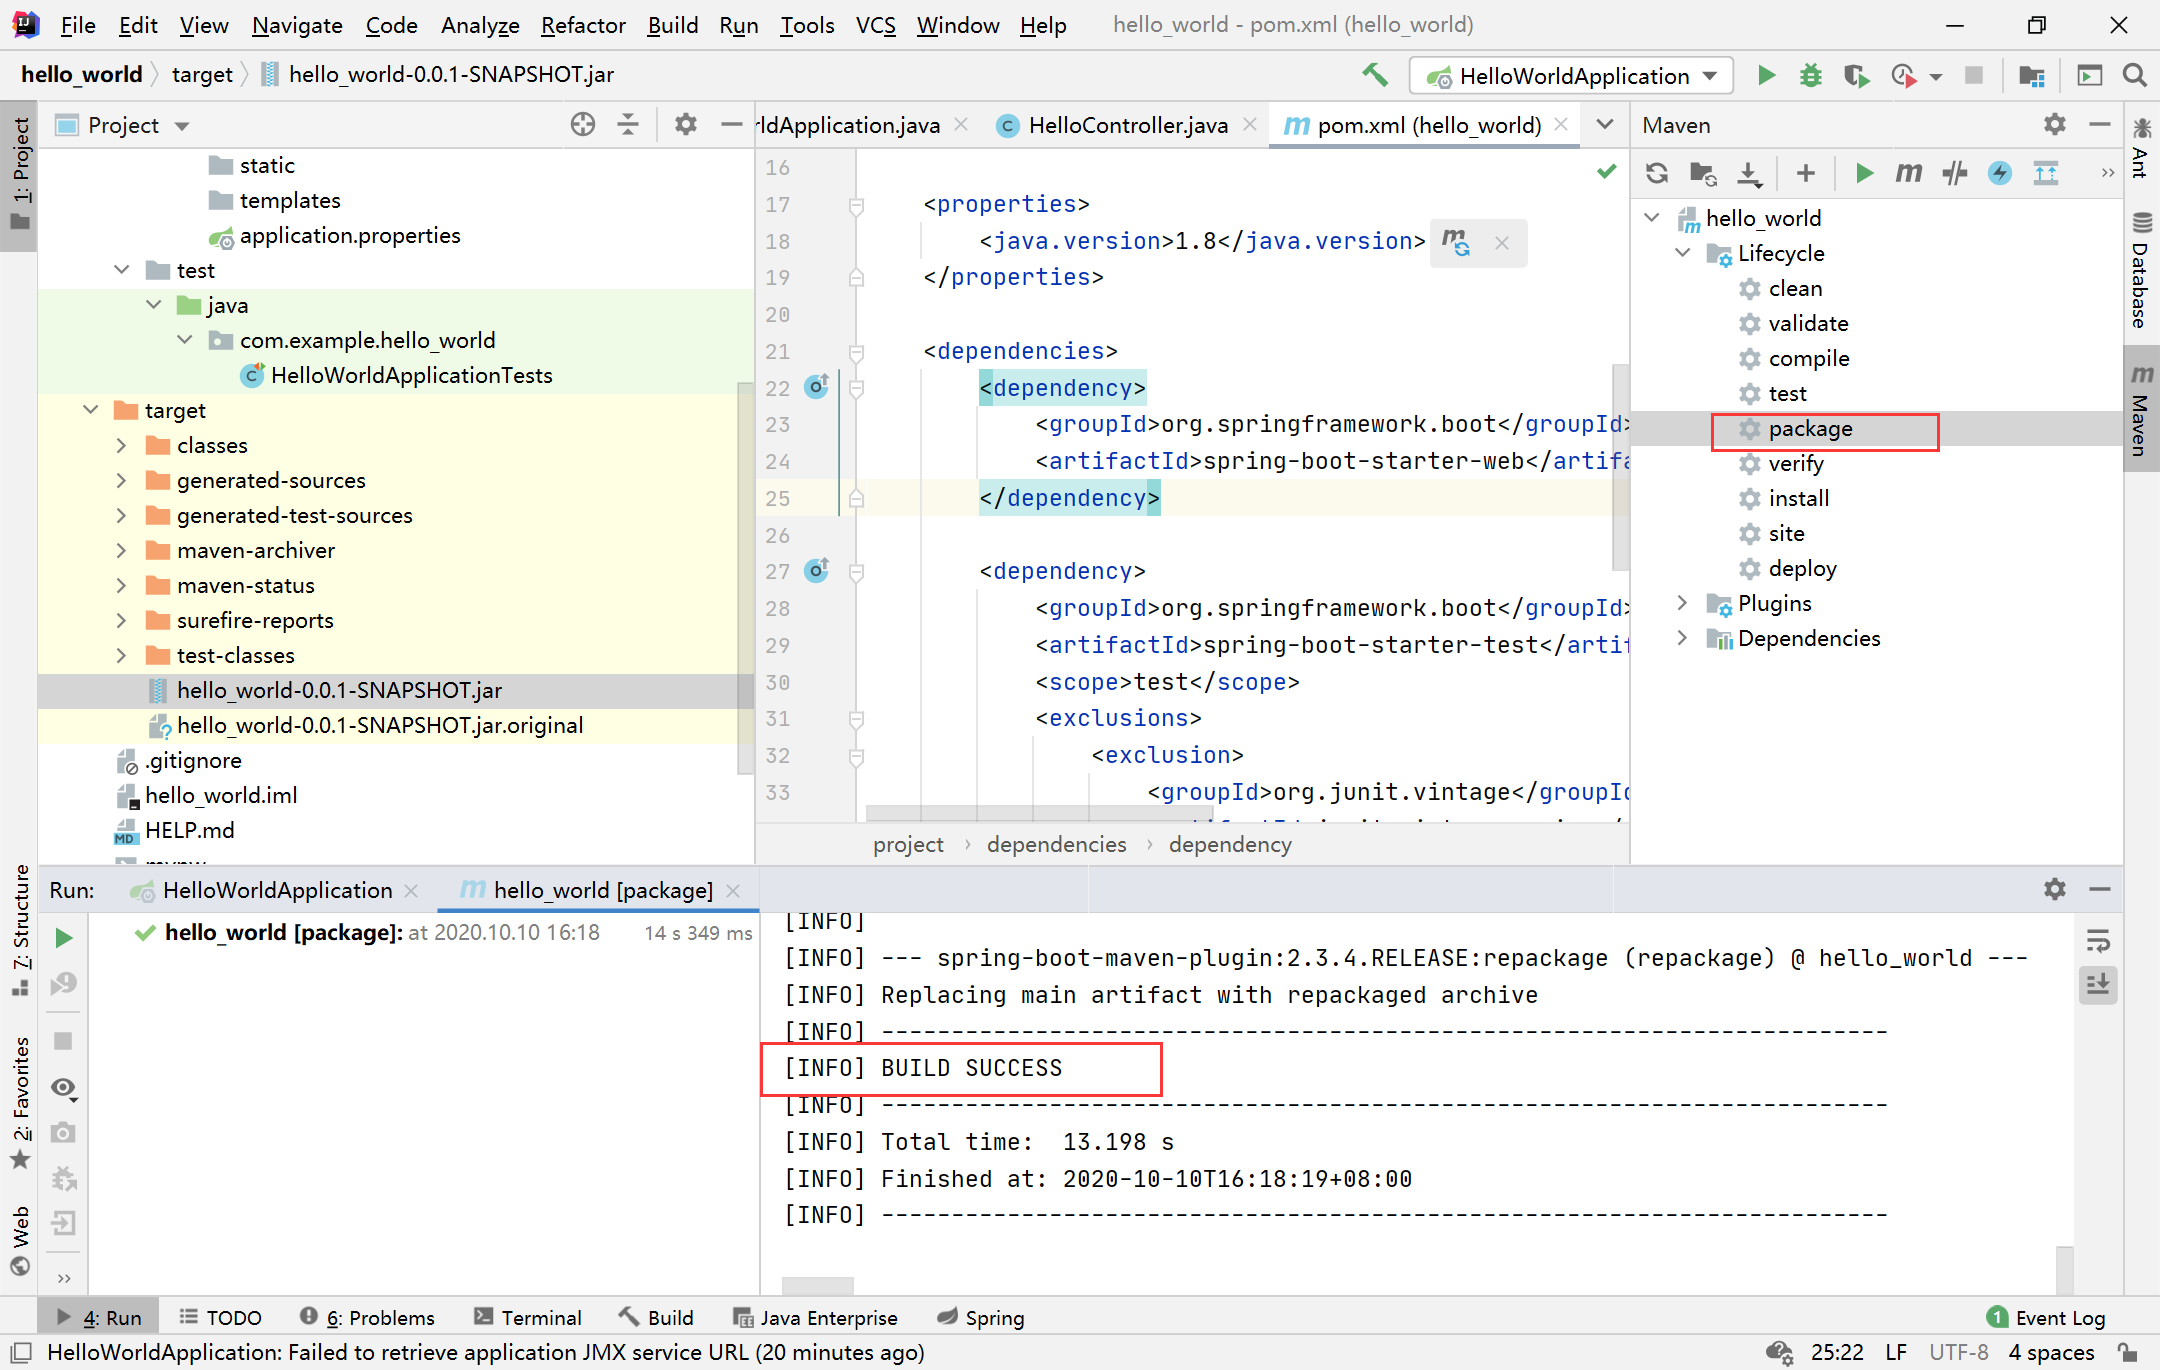 File Edit View Navigate Code Analyze Refactor Build Run Tools VCS Window Help hello_world - pom.xml (hello_world)
hello_world target hello_world-0.0.1-SNAPSHOT.jar HelloWorldApplication
1: Project
7: Structure
2: Favorites
Web
Project
static
templates
application.properties
test
java
com.example.hello_world
HelloWorldApplicationTests
target
classes
generated-sources
generated-test-sources
maven-archiver
maven-status
surefire-reports
test-classes
hello_world-0.0.1-SNAPSHOT.jar
hello_world-0.0.1-SNAPSHOT.jar.original
.gitignore
hello_world.iml
HELP.md
rldApplication.java HelloController.java pom.xml (hello_world)
16
17 <properties>
18 <java.version>1.8</java.version>
19 </properties>
20
21 <dependencies>
22 <dependency>
23 <groupId>org.springframework.boot</groupId>
24 <artifactId>spring-boot-starter-web</artifa
25 </dependency>
26
27 <dependency>
28 <groupId>org.springframework.boot</groupId>
29 <artifactId>spring-boot-starter-test</artif
30 <scope>test</scope>
31 <exclusions>
32 <exclusion>
33 <groupId>org.junit.vintage</groupId
project › dependencies › dependency
Maven
hello_world
Lifecycle
clean
validate
compile
test
package
verify
install
site
deploy
Plugins
Dependencies
Ant
Database
Maven
Run: HelloWorldApplication hello_world [package]
hello_world [package]: at 2020.10.10 16:18 14 s 349 ms
[INFO]
[INFO] --- spring-boot-maven-plugin:2.3.4.RELEASE:repackage (repackage) @ hello_world ---
[INFO] Replacing main artifact with repackaged archive
[INFO] ------------------------------------------------------------------------
[INFO] BUILD SUCCESS
[INFO] ------------------------------------------------------------------------
[INFO] Total time:  13.198 s
[INFO] Finished at: 2020-10-10T16:18:19+08:00
[INFO] ------------------------------------------------------------------------
4: Run TODO 6: Problems Terminal Build Java Enterprise Spring 1 Event Log
HelloWorldApplication: Failed to retrieve application JMX service URL (20 minutes ago) 25:22 LF UTF-8 4 spaces